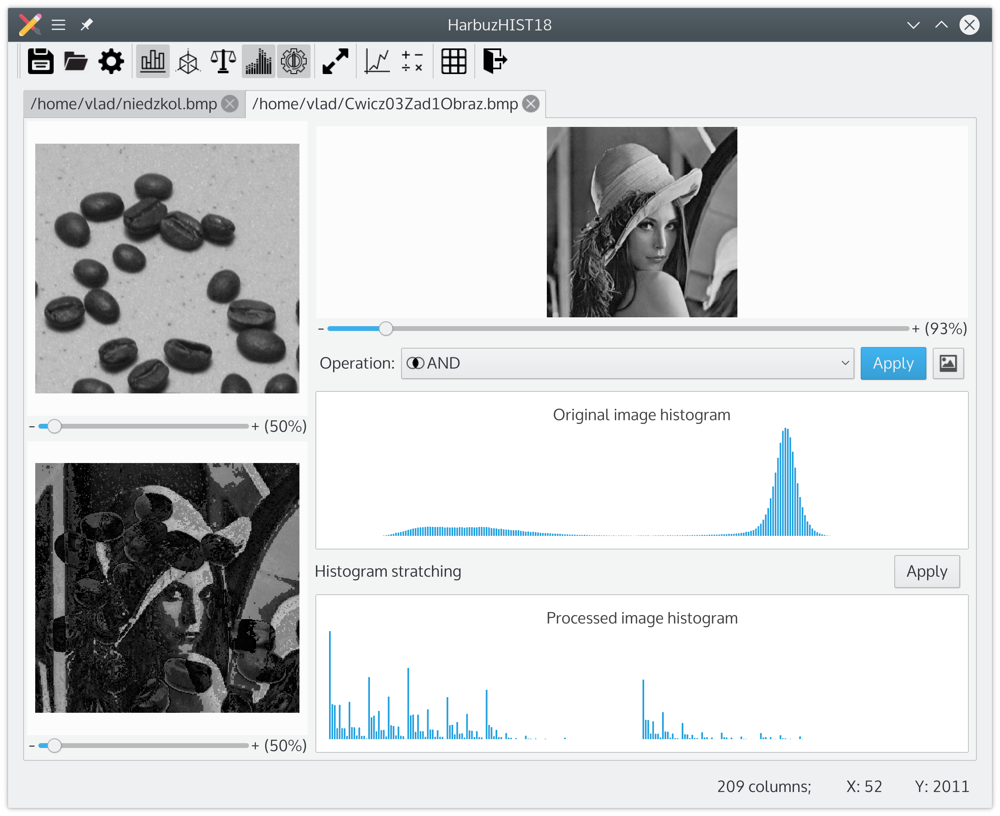 HarbuzHIST18
/home/vlad/niedzkol.bmp
/home/vlad/Cwicz03Zad1Obraz.bmp
- + (93%)
Operation: AND Apply
Original image histogram
- + (50%)
Histogram stratching Apply
Processed image histogram
- + (50%)
209 columns; X: 52 Y: 2011